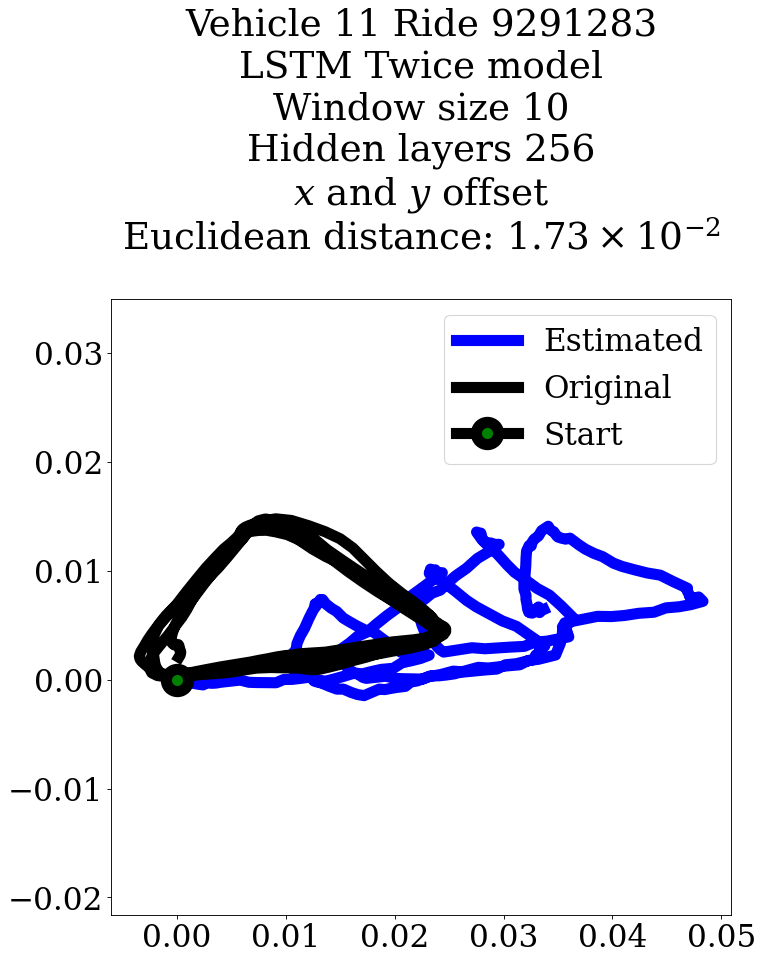 Vehicle 11 Ride 9291283
LSTM Twice model
Window size 10
Hidden layers 256
x and y offset
Euclidean distance: 1.73 × 10⁻²
Estimated
Original
Start
0.03
0.02
0.01
0.00
−0.01
−0.02
0.00 0.01 0.02 0.03 0.04 0.05